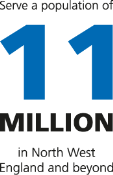 Serve a population of
11
MILLION
in North West
England and beyond